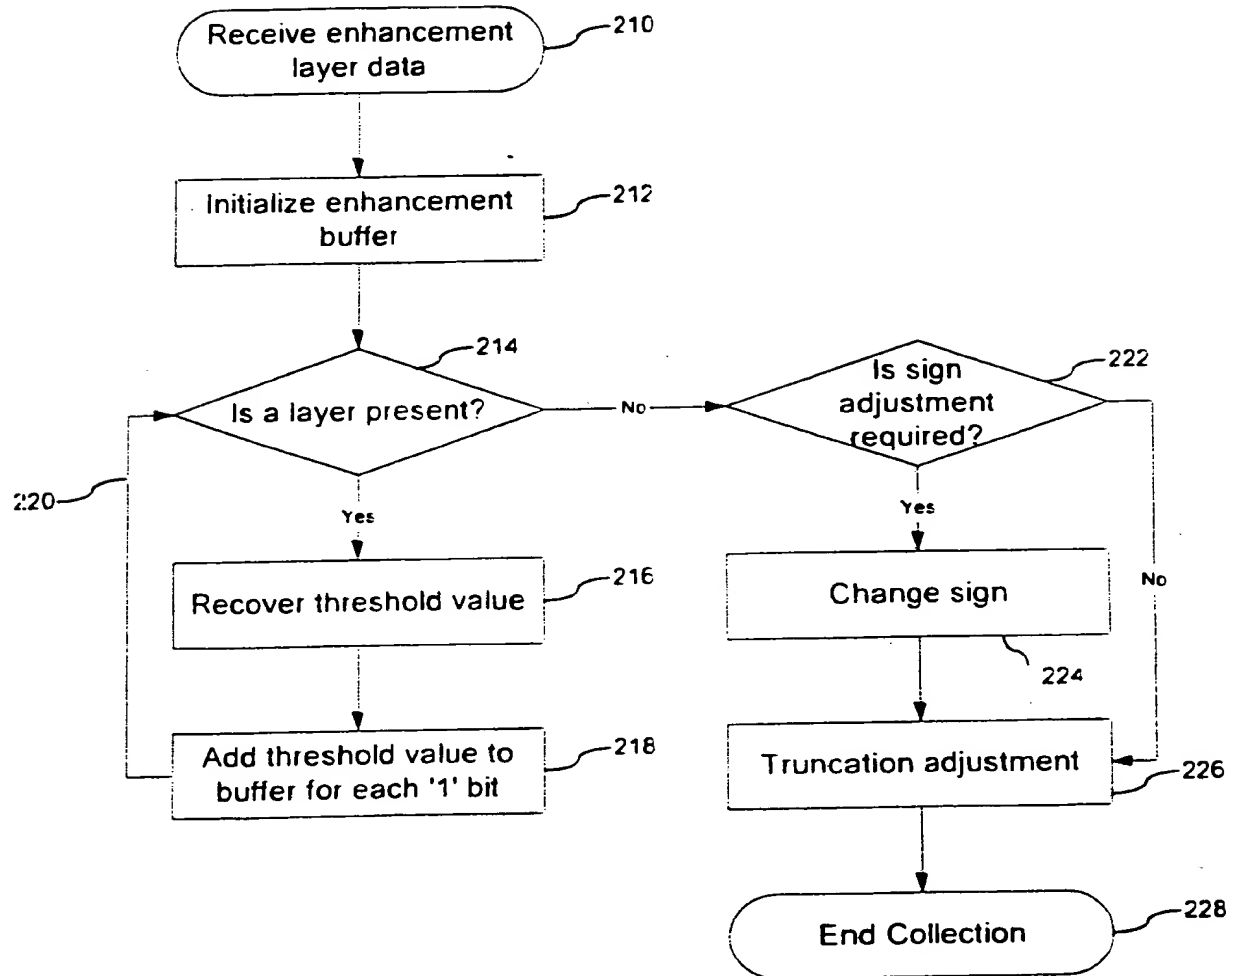 Receive enhancement
layer data
210
Initialize enhancement
buffer
212
Is a layer present?
214
No
Yes
220
Recover threshold value
216
Add threshold value to
buffer for each '1' bit
218
Is sign
adjustment
required?
222
Yes
No
Change sign
224
Truncation adjustment
226
End Collection
228